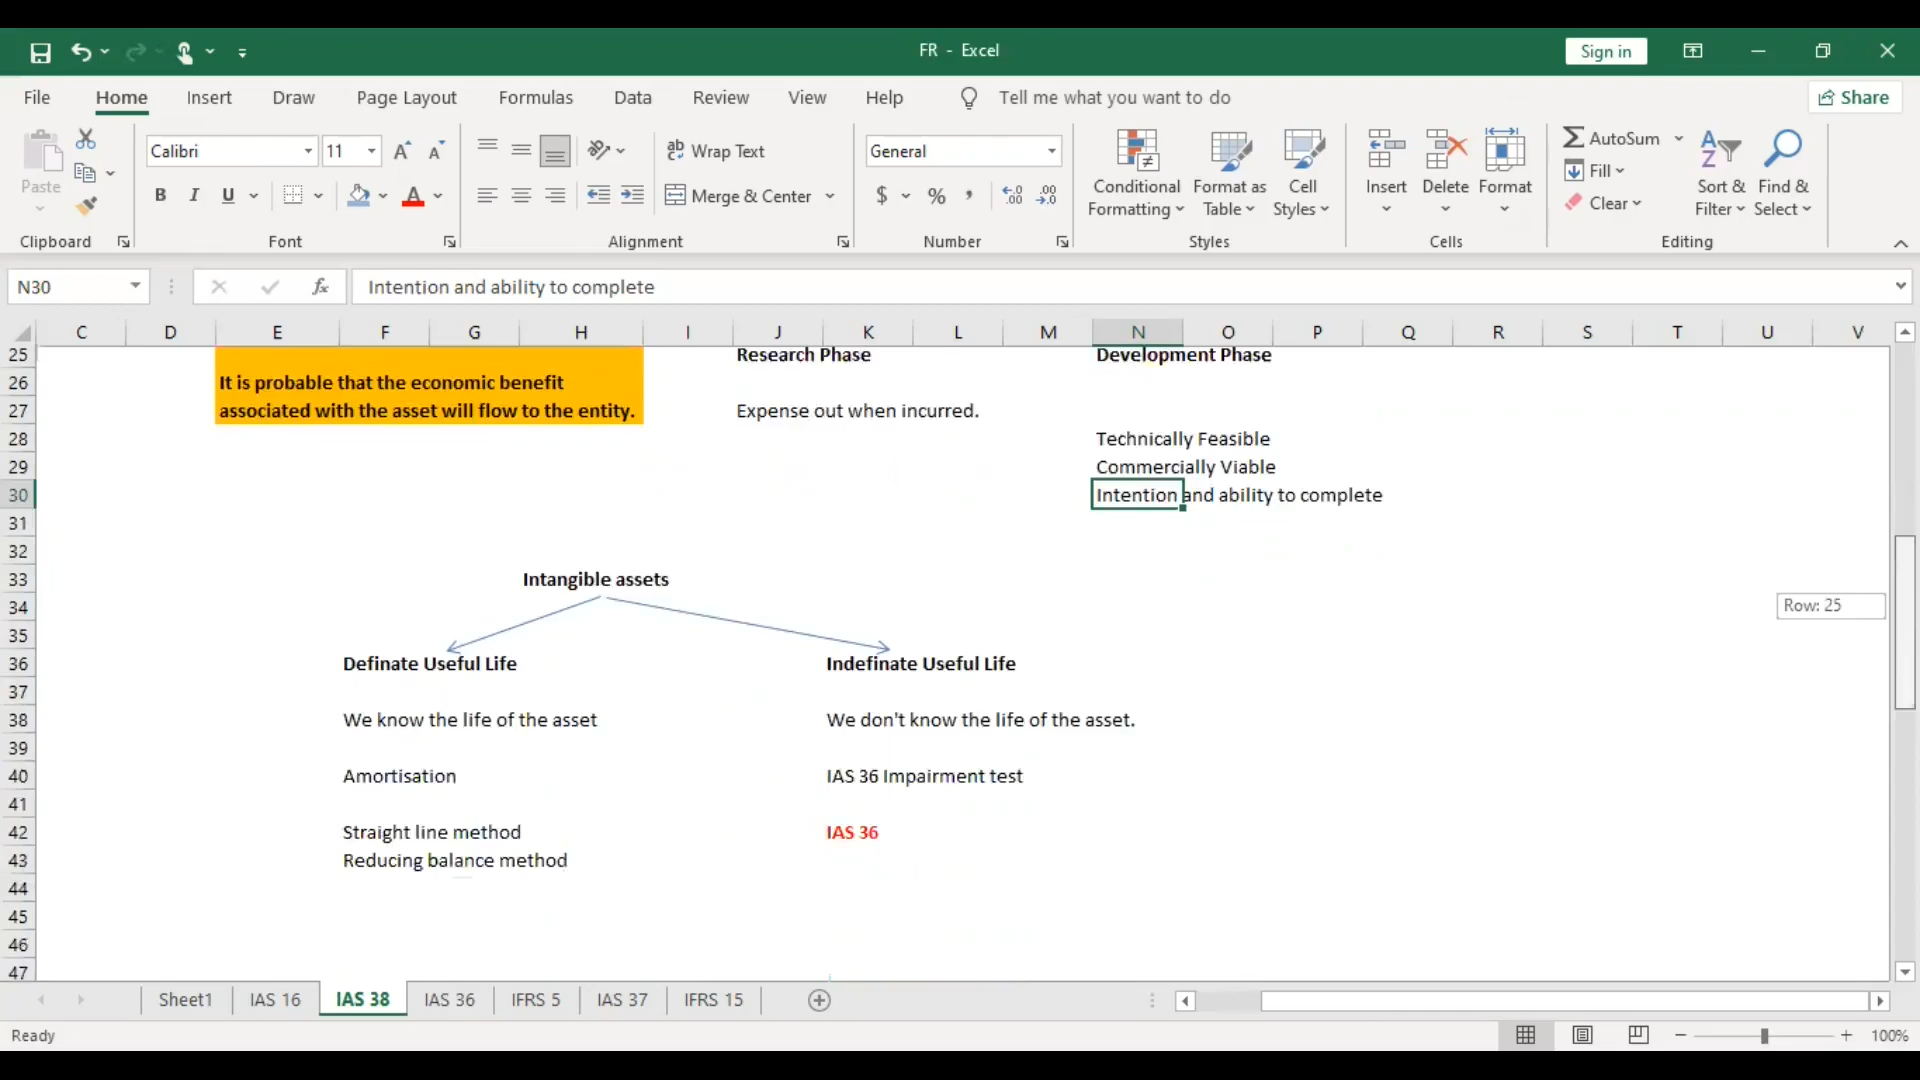 FR - Excel
Sign in
File Home Insert Draw Page Layout Formulas Data Review View Help Tell me what you want to do Share
Paste
Clipboard
Calibri 11
B I U A
Font
ab Wrap Text
Merge & Center
Alignment
General
$ % ,
Number
Conditional Formatting
Format as Table
Cell Styles
Styles
Insert Delete Format
Cells
AutoSum
Fill
Clear
Sort & Filter
Find & Select
Editing
N30 fx Intention and ability to complete
C D E F G H I J K L M N O P Q R S T U V
25 Research Phase Development Phase
26 It is probable that the economic benefit
27 associated with the asset will flow to the entity. Expense out when incurred.
28 Technically Feasible
29 Commercially Viable
30 Intention and ability to complete
31
32
33 Intangible assets
34 Row: 25
35
36 Definate Useful Life Indefinate Useful Life
37
38 We know the life of the asset We don't know the life of the asset.
39
40 Amortisation IAS 36 Impairment test
41
42 Straight line method IAS 36
43 Reducing balance method
44
45
46
47
Sheet1 IAS 16 IAS 38 IAS 36 IFRS 5 IAS 37 IFRS 15
Ready 100%